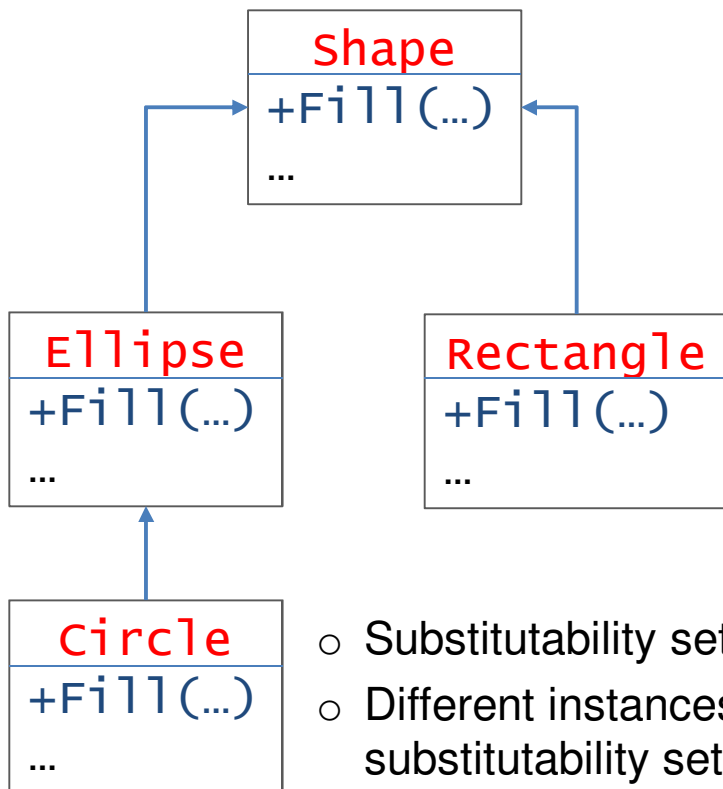 Shape
+Fill(…)
...
Ellipse
+Fill(…)
...
Rectangle
+Fill(…)
...
Circle
+Fill(…)
...
○ Substitutability set
○ Different instances
substitutability set